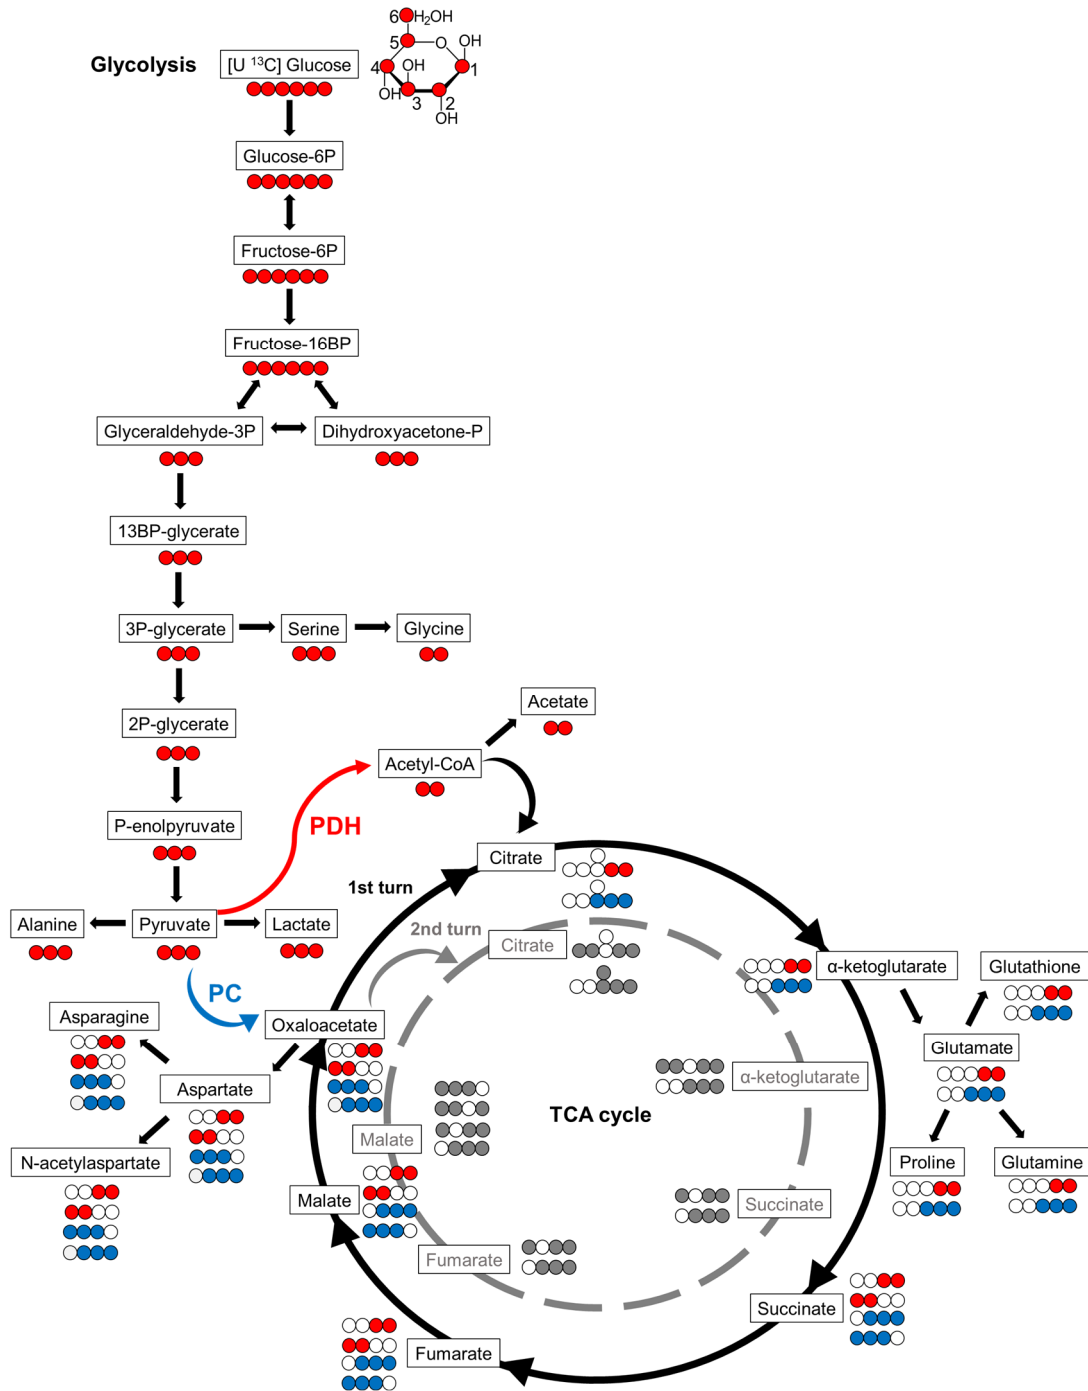 6 H2OH
5 O OH
Glycolysis
[U 13C] Glucose
4 OH 1
OH 3 2
OH
Glucose-6P
Fructose-6P
Fructose-16BP
Glyceraldehyde-3P
Dihydroxyacetone-P
13BP-glycerate
3P-glycerate
Serine
Glycine
2P-glycerate
Acetate
Acetyl-CoA
P-enolpyruvate
PDH
Citrate
1st turn
Alanine
Pyruvate
Lactate
2nd turn
Citrate
α-ketoglutarate
Glutathione
PC
Asparagine
Oxaloacetate
Glutamate
α-ketoglutarate
Aspartate
TCA cycle
Malate
N-acetylaspartate
Proline
Glutamine
Malate
Succinate
Fumarate
Succinate
Fumarate